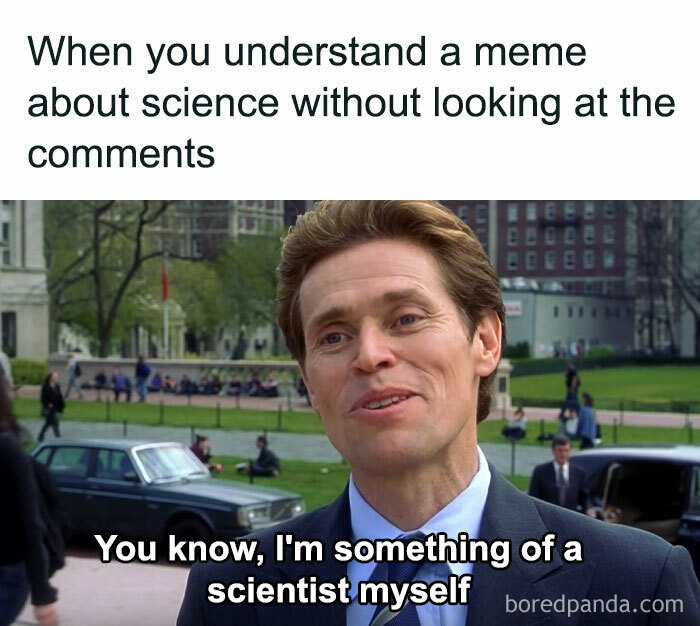 When you understand a meme
about science without looking at the
comments
You know, I'm something of a
scientist myself
boredpanda.com